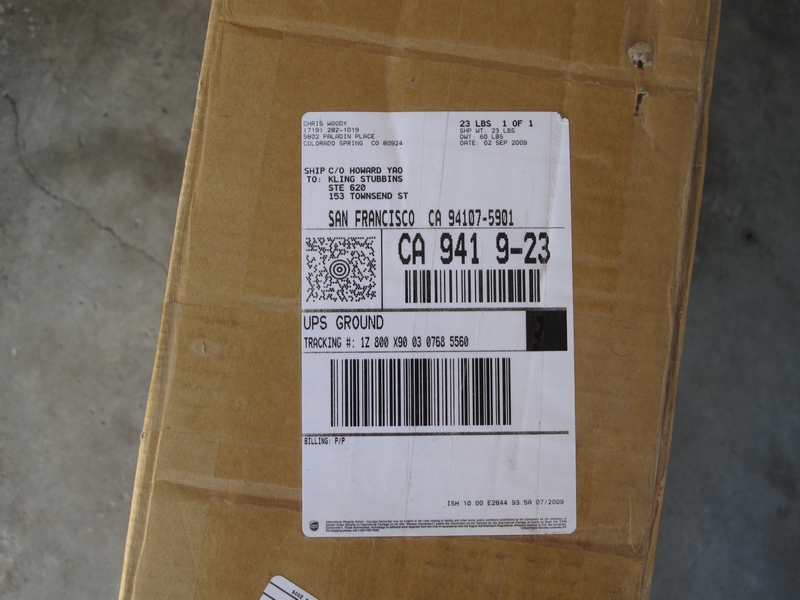 CHRIS WOODY
(719) 282-1019
5802 PALADIN PLACE
COLORADO SPRING CO 80924
23 LBS 1 OF 1
SHP WT: 23 LBS
DWT: 60 LBS
DATE: 02 SEP 2009
SHIP C/O HOWARD YAO
TO: KLING STUBBINS
STE 620
153 TOWNSEND ST
SAN FRANCISCO CA 94107-5901
CA 941 9-23
UPS GROUND
TRACKING #: 1Z 800 X90 03 0768 5560
BILLING: P/P
ISH 10.00 E2844 93.5A 07/2009